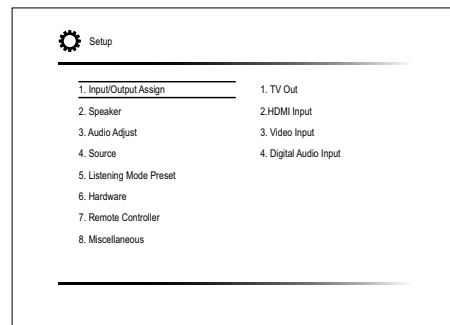 Setup
1. Input/Output Assign
2. Speaker
3. Audio Adjust
4. Source
5. Listening Mode Preset
6. Hardware
7. Remote Controller
8. Miscellaneous
1. TV Out
2.HDMI Input
3. Video Input
4. Digital Audio Input